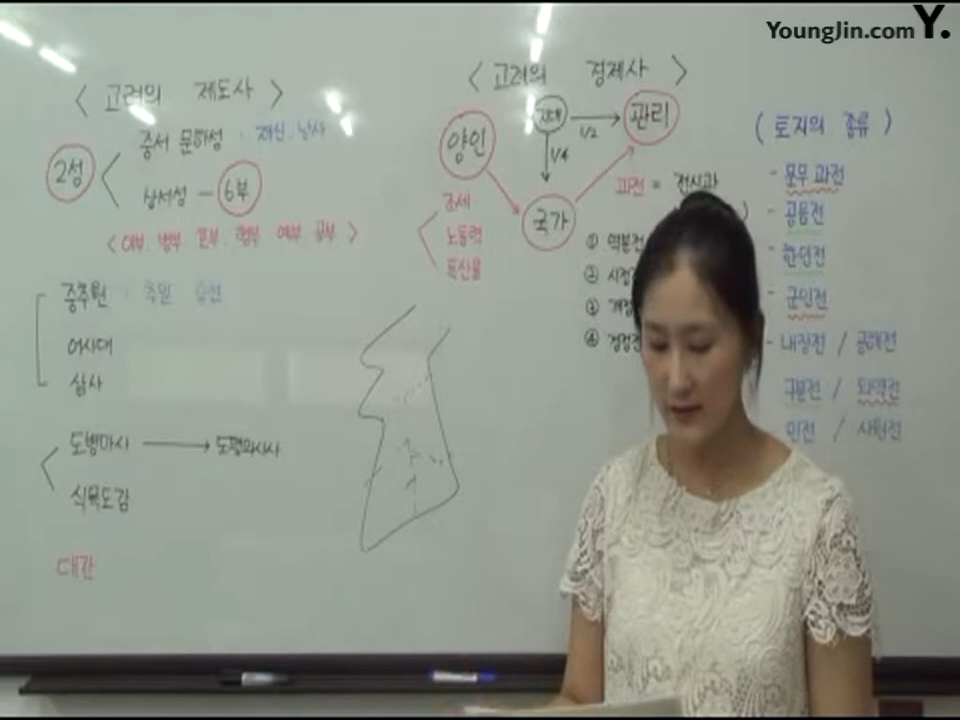 YoungJin.com Y.
< 고려의 제도사 >
2성
중서 문하성 : 재신, 낭사
상서성 - 6부
< 이부. 병부. 호부. 형부. 예부. 공부 >
중추원 : 추밀 승선
어사대
삼사
도병마사 → 도평의사사
식목도감
대간
< 고려의 경제사 >
양인
관리
1/2
1/4
국가
과전 = 전시과
조세
노동력
특산물
① 역분전
② 시정
③ 개정
④ 경정전
( 토지의 종류 )
- 문무 과전
- 공음전
- 한인전
- 군인전
- 내장전 / 공해전
구분전 / 외역전
민전 / 사원전